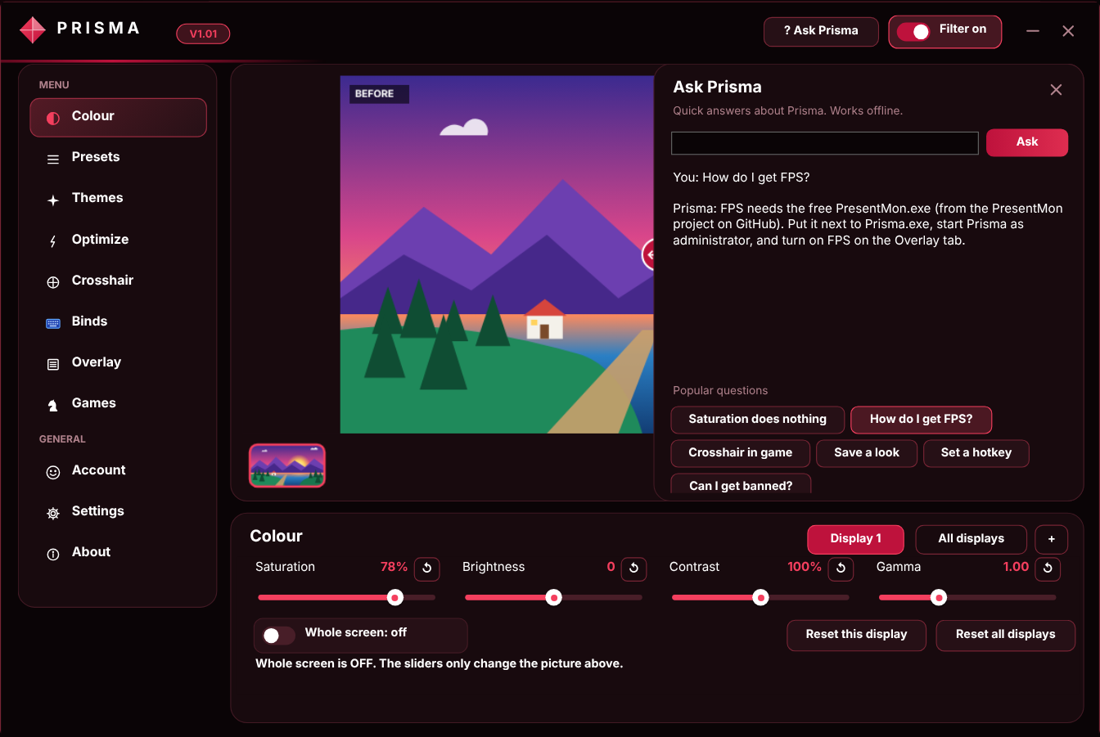 PRISMA
V1.01
? Ask Prisma
Filter on
MENU
Colour
Presets
Themes
Optimize
Crosshair
Binds
Overlay
Games
GENERAL
Account
Settings
About
BEFORE
Ask Prisma
Quick answers about Prisma. Works offline.
Ask
You: How do I get FPS?
Prisma: FPS needs the free PresentMon.exe (from the PresentMon
project on GitHub). Put it next to Prisma.exe, start Prisma as
administrator, and turn on FPS on the Overlay tab.
Popular questions
Saturation does nothing
How do I get FPS?
Crosshair in game
Save a look
Set a hotkey
Can I get banned?
Colour
Display 1
All displays
+
Saturation
78%
Brightness
0
Contrast
100%
Gamma
1.00
Whole screen: off
Reset this display
Reset all displays
Whole screen is OFF. The sliders only change the picture above.